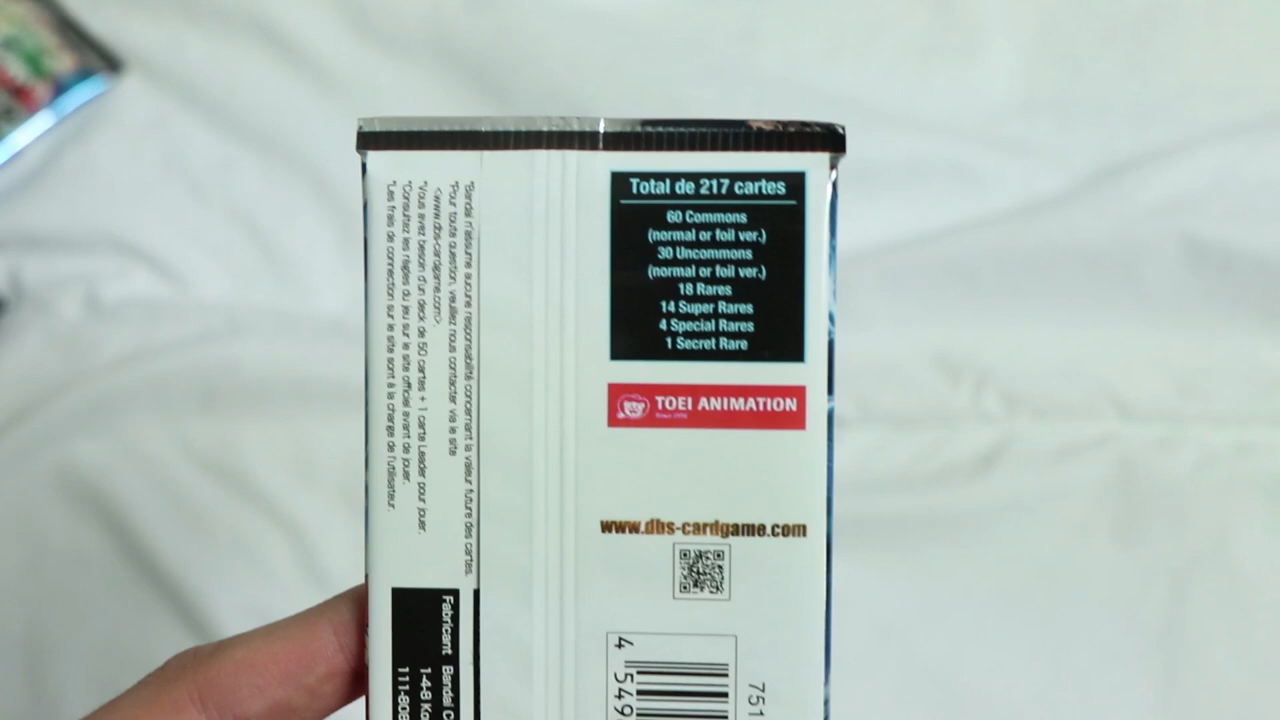 Total de 217 cartes
60 Commons
(normal or foil ver.)
30 Uncommons
(normal or foil ver.)
18 Rares
14 Super Rares
4 Special Rares
1 Secret Rare
TOEI ANIMATION
www.dbs-cardgame.com
4 549
751
*Bandai n'assume aucune responsabilité concernant la valeur future des cartes.
*Pour toute question, veuillez nous contacter via le site
<www.dbs-cardgame.com>.
*Vous avez besoin d'un deck de 50 cartes + 1 carte Leader pour jouer.
*Consultez les règles du jeu sur le site officiel avant de jouer.
*Les frais de connection sur le site sont à la charge de l'utilisateur.
Fabricant Bandai C
1-4-8 Ko
111-808